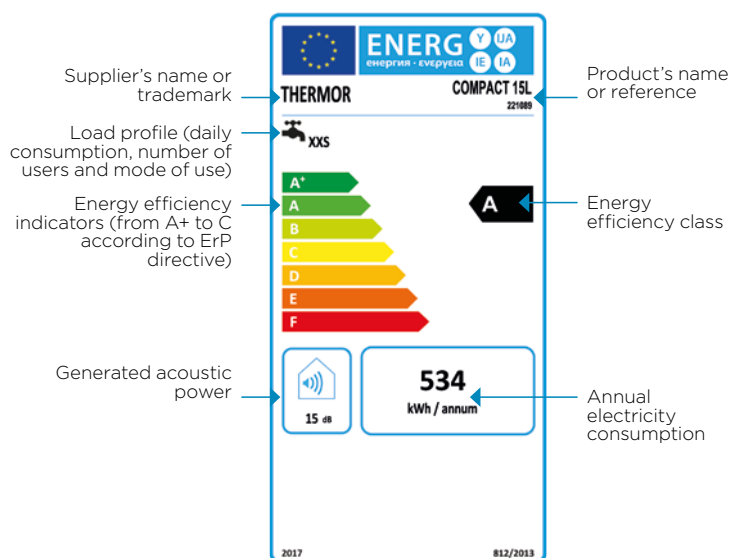 ENERG
Y
IJA
IE
IA
енергия · ενεργεια
Supplier's name or
trademark
THERMOR
COMPACT 15L
221089
Product's name
or reference
Load profile (daily
consumption, number of
users and mode of use)
XXS
Energy efficiency
indicators (from A+ to C
according to ErP
directive)
A+
A
B
C
D
E
F
A
Energy
efficiency class
Generated acoustic
power
15 dB
534
kWh / annum
Annual
electricity
consumption
2017
812/2013